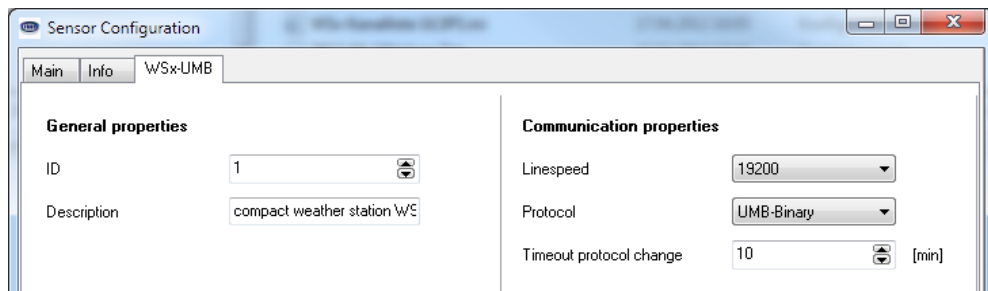 Sensor Configuration
Main Info WSx-UMB
General properties
ID 1
Description compact weather station WS
Communication properties
Linespeed 19200
Protocol UMB-Binary
Timeout protocol change 10 [min]